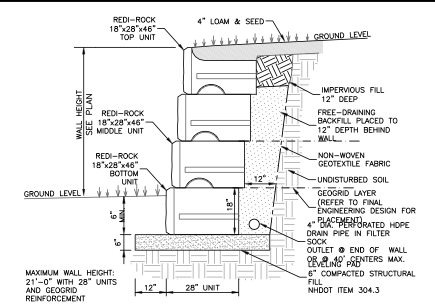 REDI-ROCK
18"x28"x46"
TOP UNIT
4" LOAM & SEED
GROUND LEVEL
WALL HEIGHT
SEE PLAN
REDI-ROCK
18"x28"x46"
MIDDLE UNIT
REDI-ROCK
18"x28"x46"
BOTTOM
UNIT
GROUND LEVEL
IMPERVIOUS FILL
12" DEEP
FREE-DRAINING
BACKFILL PLACED TO
12" DEPTH BEHIND
WALL
NON-WOVEN
GEOTEXTILE FABRIC
UNDISTURBED SOIL
12"
GEOGRID LAYER
(REFER TO FINAL
ENGINEERING DESIGN FOR
PLACEMENT)
4" DIA. PERFORATED HDPE
DRAIN PIPE IN FILTER
SOCK
OUTLET @ END OF WALL
OR @ 40' CENTERS MAX.
LEVELING PAD
6" COMPACTED STRUCTURAL
FILL
NHDOT ITEM 304.3
6"
MIN.
18"
6"
12"
28" UNIT
MAXIMUM WALL HEIGHT:
21'-0" WITH 28" UNITS
AND GEOGRID
REINFORCEMENT